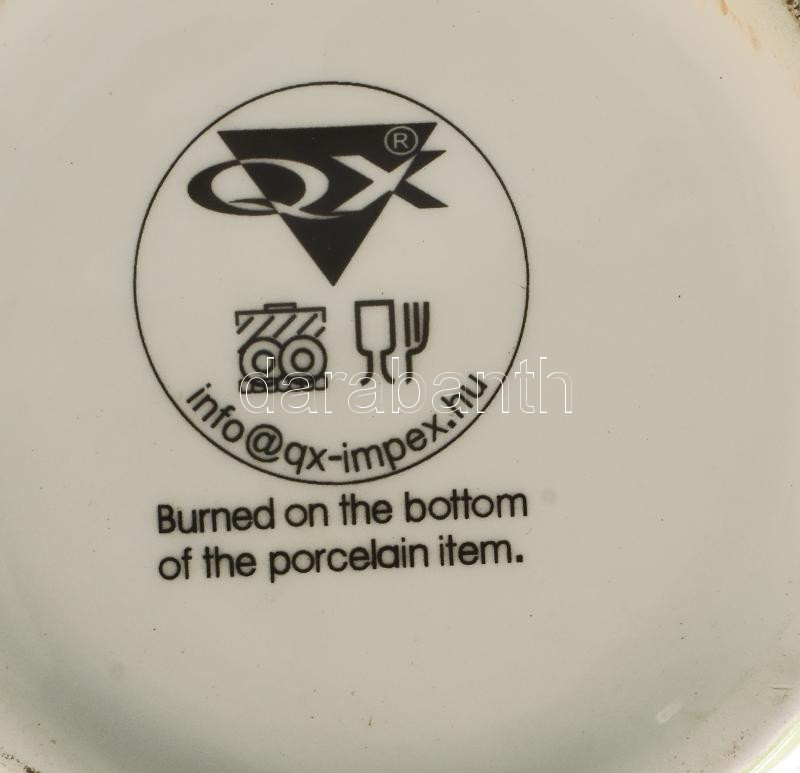 QX®
darabanth
info@qx-impex.hu
Burned on the bottom
of the porcelain item.